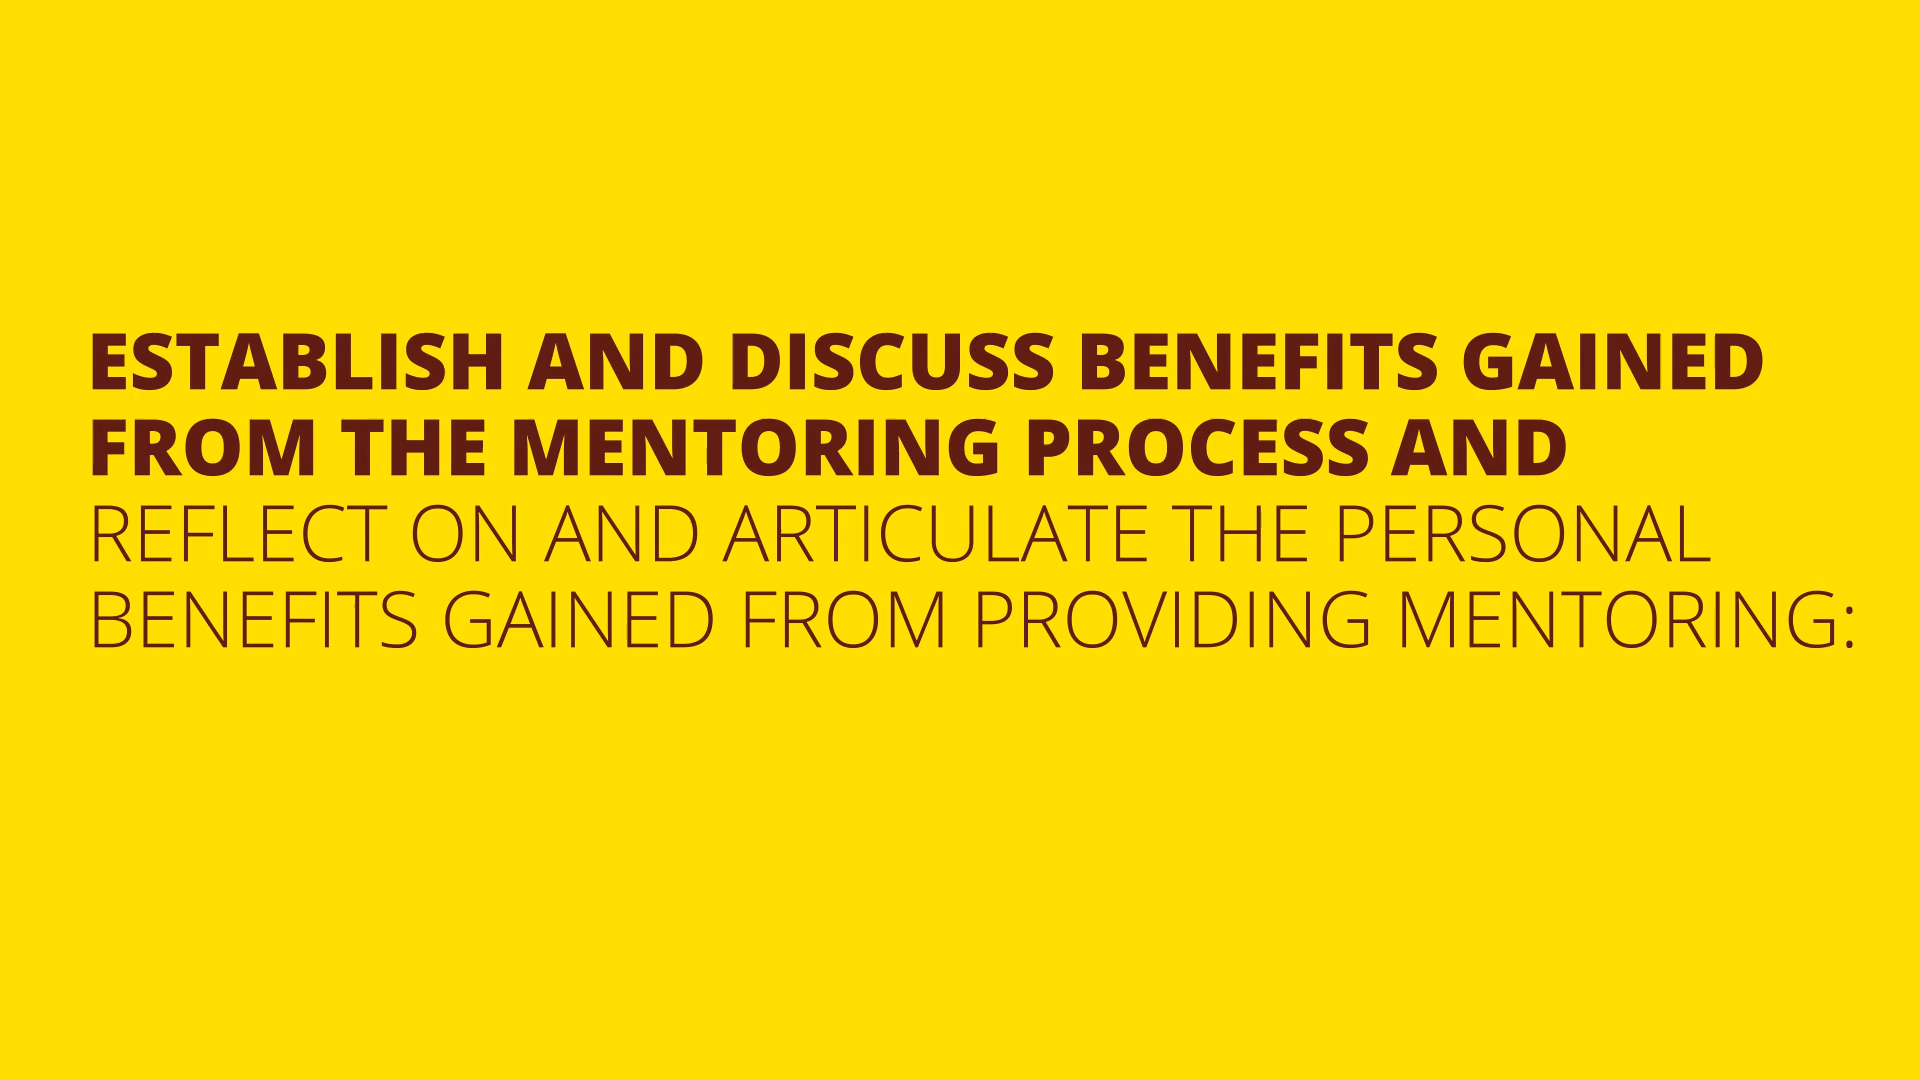 ESTABLISH AND DISCUSS BENEFITS GAINED
FROM THE MENTORING PROCESS AND
REFLECT ON AND ARTICULATE THE PERSONAL
BENEFITS GAINED FROM PROVIDING MENTORING: